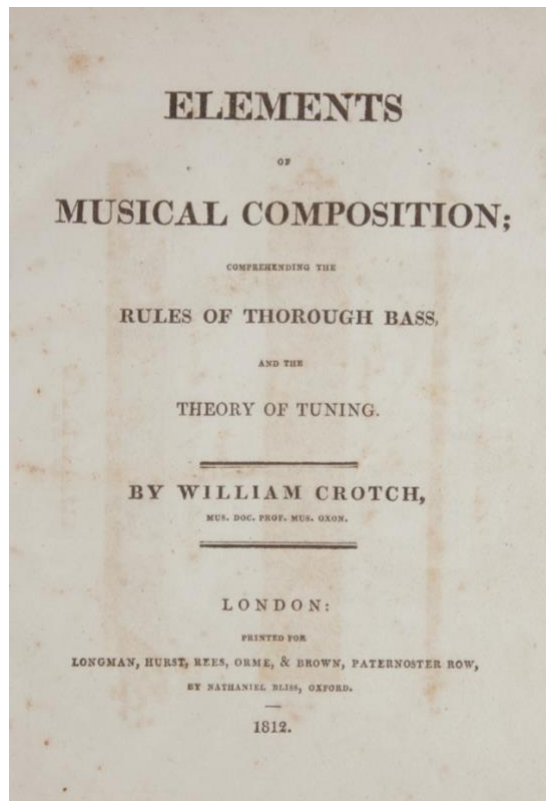 ELEMENTS
OF
MUSICAL COMPOSITION;
COMPREHENDING THE
RULES OF THOROUGH BASS,
AND THE
THEORY OF TUNING.
BY WILLIAM CROTCH,
MUS. DOC. PROF. MUS. OXON.
LONDON:
PRINTED FOR
LONGMAN, HURST, REES, ORME, & BROWN, PATERNOSTER ROW,
BY NATHANIEL BLISS, OXFORD.
1812.